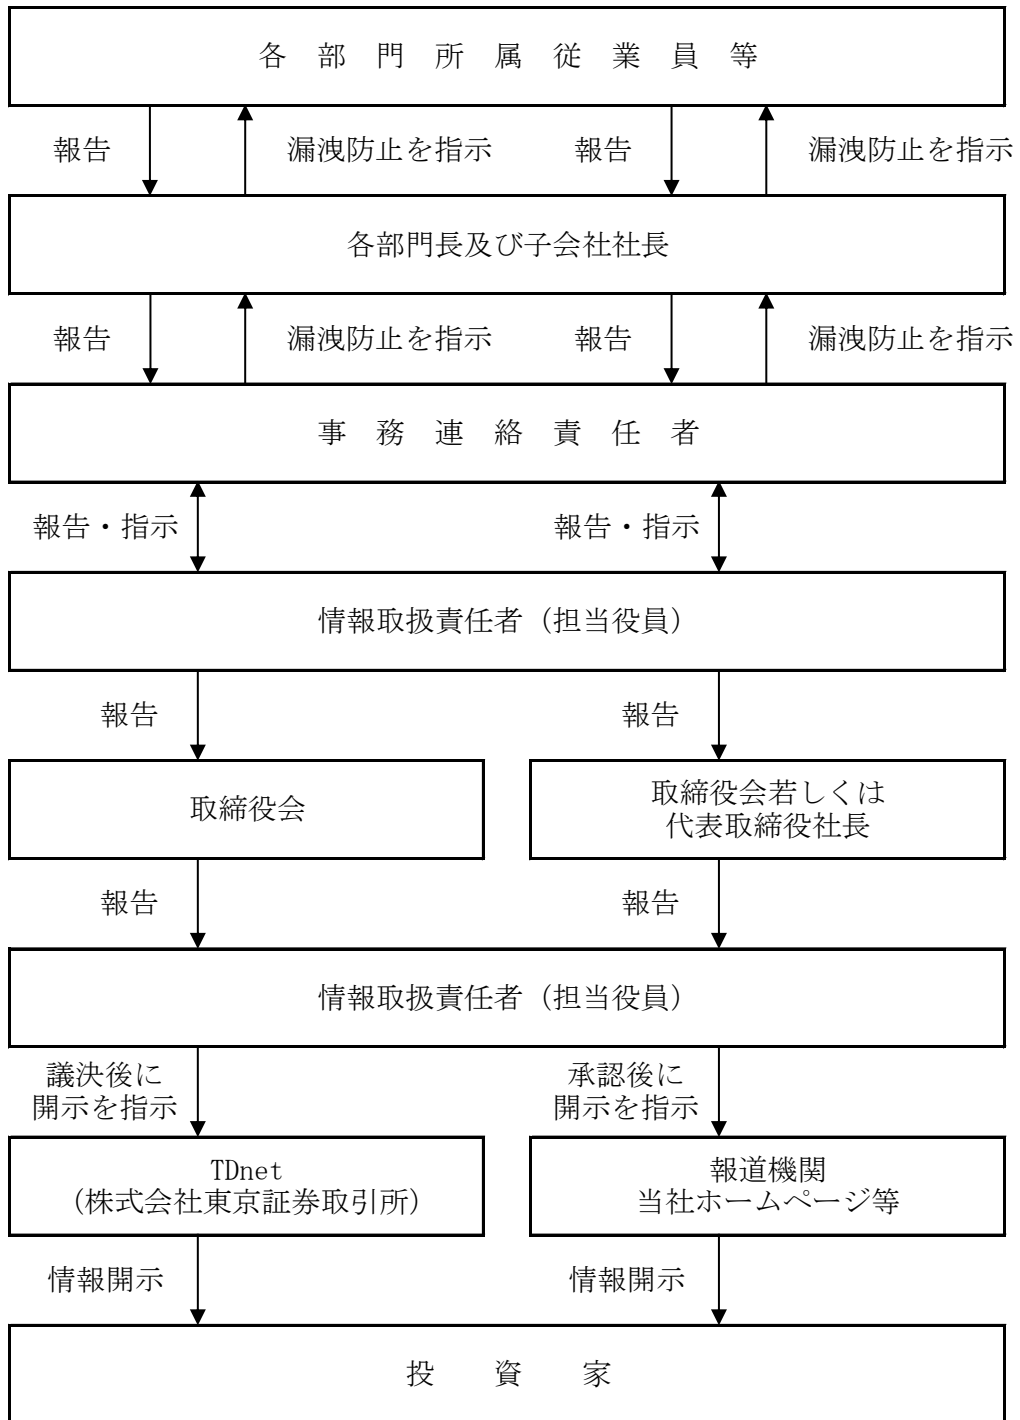 各部門所属従業員等
報告
漏洩防止を指示
報告
漏洩防止を指示
各部門長及び子会社社長
報告
漏洩防止を指示
報告
漏洩防止を指示
事務連絡責任者
報告・指示
報告・指示
情報取扱責任者（担当役員）
報告
報告
取締役会
取締役会若しくは
代表取締役社長
報告
報告
情報取扱責任者（担当役員）
議決後に
開示を指示
承認後に
開示を指示
TDnet
（株式会社東京証券取引所）
報道機関
当社ホームページ等
情報開示
情報開示
投資家